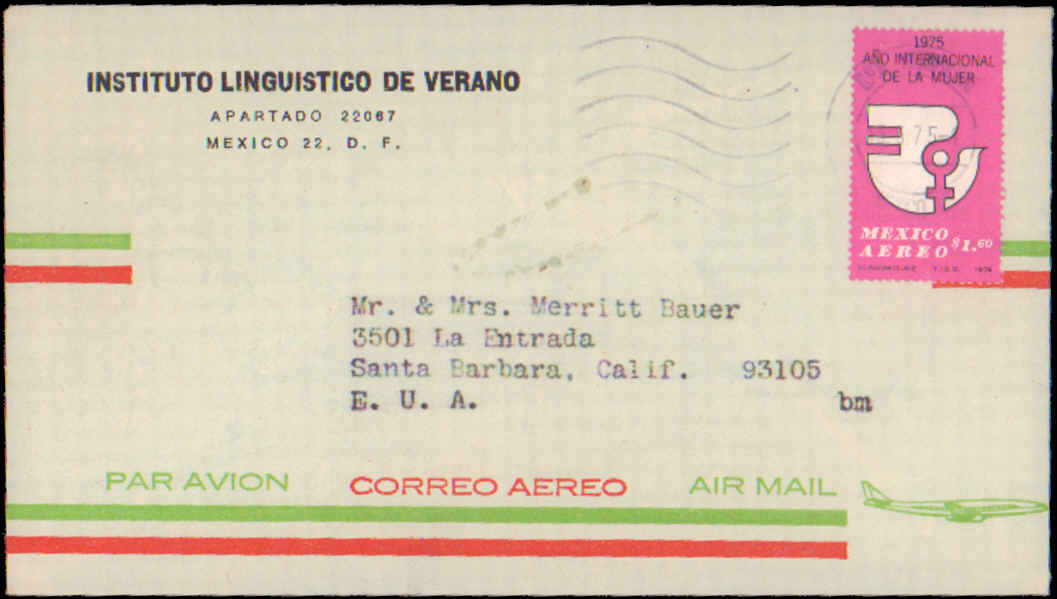 INSTITUTO LINGUISTICO DE VERANO
APARTADO 22067
MEXICO 22, D. F.
1975
AÑO INTERNACIONAL
DE LA MUJER
MEXICO
AEREO $1.60
Mr. & Mrs. Merritt Bauer
3501 La Entrada
Santa Barbara, Calif. 93105
E. U. A.
bm
PAR AVION CORREO AEREO AIR MAIL